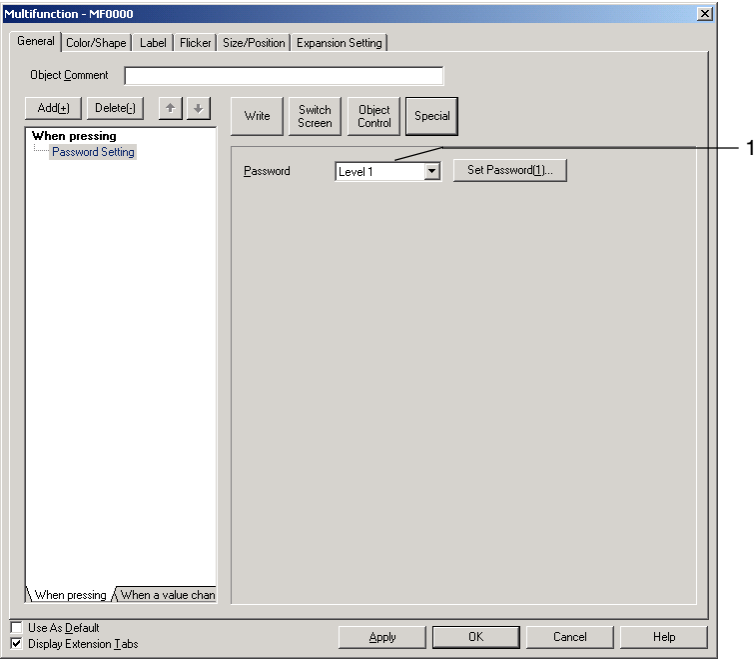 Multifunction - MF0000
General Color/Shape Label Flicker Size/Position Expansion Setting
Object Comment
Add(+) Delete(-)
Write Switch Screen Object Control Special
When pressing
Password Setting
1
Password Level 1 Set Password(1)...
When pressing When a value chan
Use As Default
Display Extension Tabs
Apply OK Cancel Help